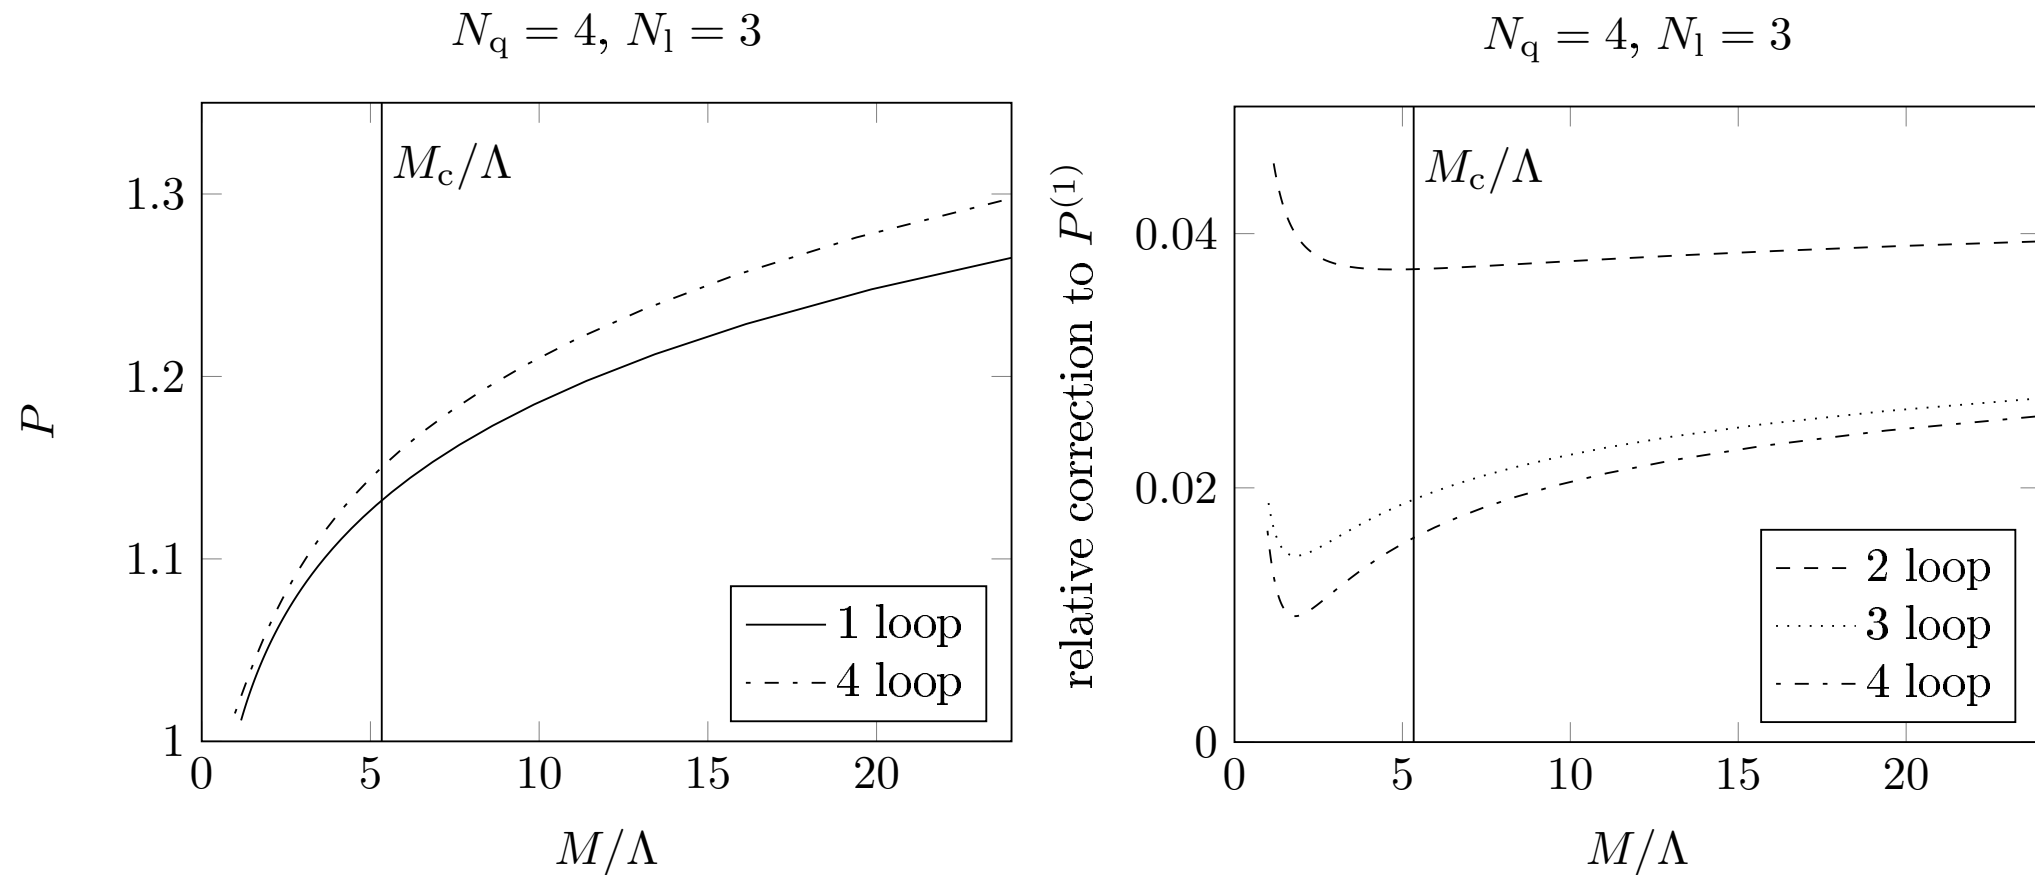 N_q = 4, N_l = 3
P
1.3
1.2
1.1
1
0 5 10 15 20
M/Λ
M_c/Λ
1 loop
4 loop
N_q = 4, N_l = 3
relative correction to P^(1)
0.04
0.02
0
0 5 10 15 20
M/Λ
M_c/Λ
2 loop
3 loop
4 loop